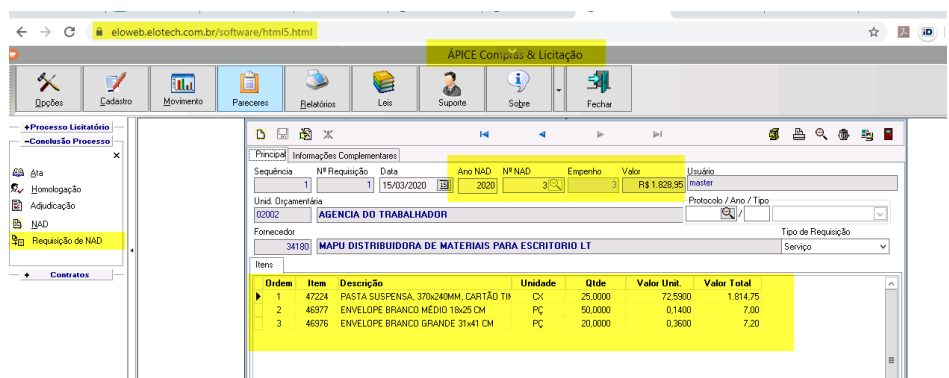 eloweb.elotech.com.br/software/html5.html
ÁPICE Compras & Licitação
Opções Cadastro Movimento Pareceres Relatórios Leis Suporte Sobre Fechar
+Processo Licitatório
-Conclusão Processo
Ata
Homologação
Adjudicação
NAD
Requisição de NAD
+ Contratos
Principal Informações Complementares
Sequência Nº Requisição Data Ano NAD Nº NAD Empenho Valor Usuário
1 1 15/03/2020 15 2020 3 3 R$ 1.828,95 master
Unid. Orçamentária Protocolo / Ano / Tipo
02002 AGENCIA DO TRABALHADOR /
Fornecedor Tipo de Requisição
34180 MAPU DISTRIBUIDORA DE MATERIAIS PARA ESCRITORIO LT Serviço
Itens
Ordem Item Descrição Unidade Qtde Valor Unit. Valor Total
1 47224 PASTA SUSPENSA, 370x240MM, CARTÃO TIN CX 25,0000 72,5900 1.814,75
2 46977 ENVELOPE BRANCO MÉDIO 18x25 CM PÇ 50,0000 0,1400 7,00
3 46976 ENVELOPE BRANCO GRANDE 31x41 CM PÇ 20,0000 0,3600 7,20